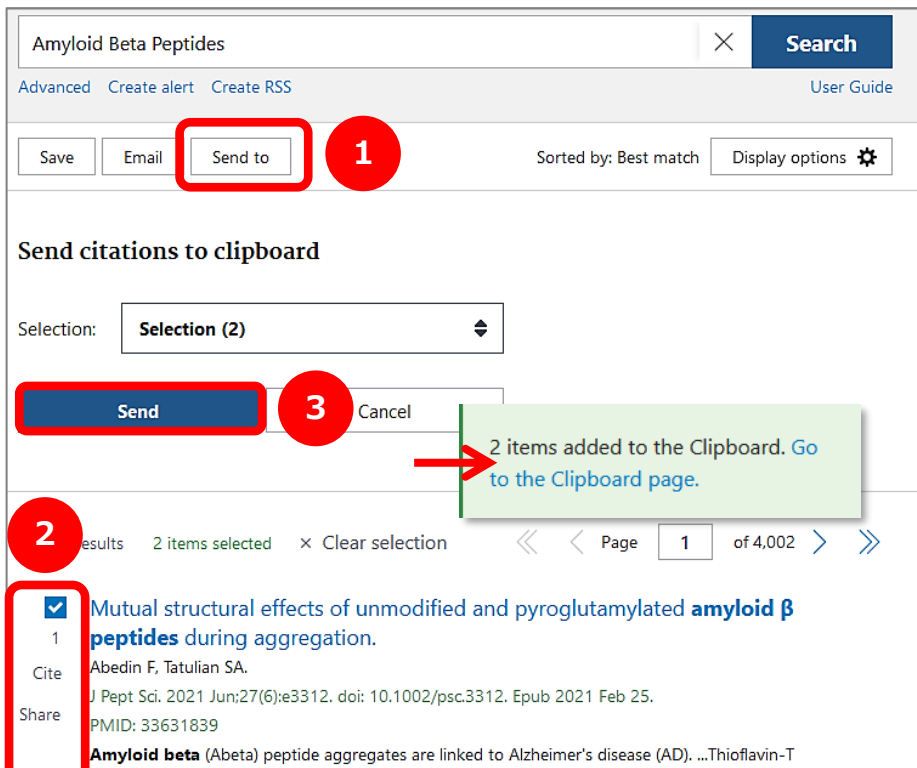 Amyloid Beta Peptides
Search
Advanced Create alert Create RSS
User Guide
Save Email Send to
1
Sorted by: Best match
Display options
Send citations to clipboard
Selection: Selection (2)
Send
3
Cancel
2 items added to the Clipboard. Go
to the Clipboard page.
2
esults 2 items selected × Clear selection
Page 1 of 4,002
1
Cite
Share
Mutual structural effects of unmodified and pyroglutamylated amyloid β
peptides during aggregation.
Abedin F, Tatulian SA.
J Pept Sci. 2021 Jun;27(6):e3312. doi: 10.1002/psc.3312. Epub 2021 Feb 25.
PMID: 33631839
Amyloid beta (Abeta) peptide aggregates are linked to Alzheimer's disease (AD). ...Thioflavin-T